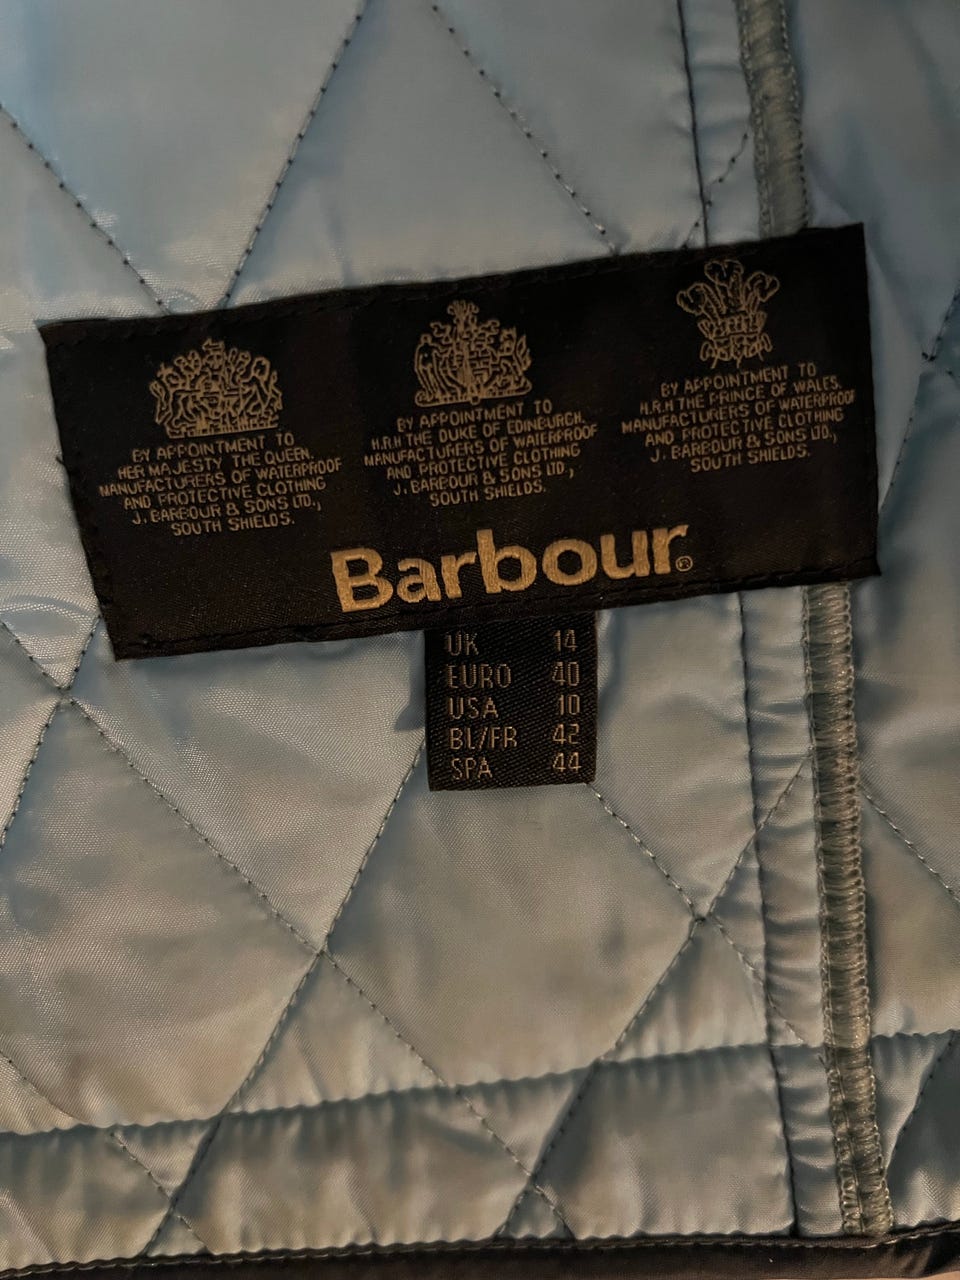 BY APPOINTMENT TO
HER MAJESTY THE QUEEN,
MANUFACTURERS OF WATERPROOF
AND PROTECTIVE CLOTHING
J. BARBOUR & SONS LTD.,
SOUTH SHIELDS.
BY APPOINTMENT TO
H.R.H THE DUKE OF EDINBURGH,
MANUFACTURERS OF WATERPROOF
AND PROTECTIVE CLOTHING
J. BARBOUR & SONS LTD.,
SOUTH SHIELDS.
BY APPOINTMENT TO
H.R.H THE PRINCE OF WALES,
MANUFACTURERS OF WATERPROOF
AND PROTECTIVE CLOTHING
J. BARBOUR & SONS LTD.,
SOUTH SHIELDS.
Barbour®
UK 14
EURO 40
USA 10
BL/FR 42
SPA 44